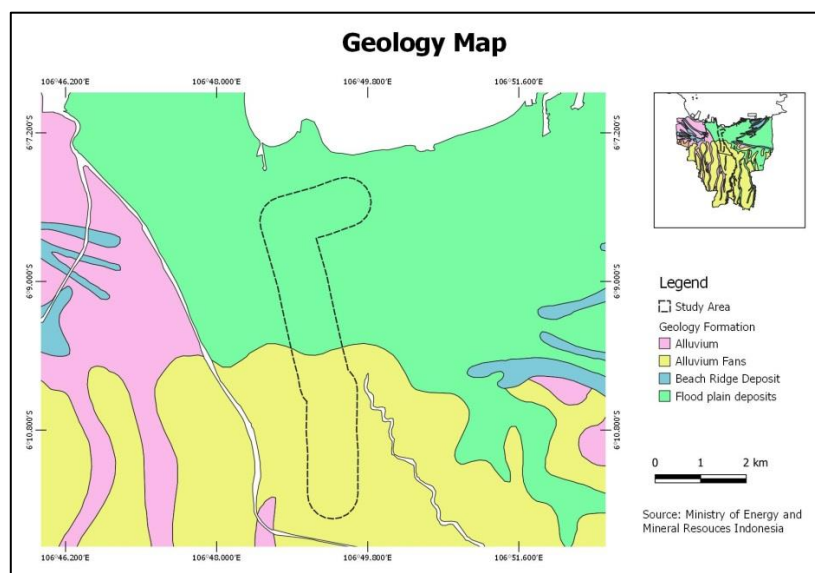 Geology Map
106°46.200'E 106°48.000'E 106°49.800'E 106°51.600'E
6°7.200'S 6°7.200'S
6°9.000'S 6°9.000'S
6°10.800'S 6°10.800'S
106°46.200'E 106°48.000'E 106°49.800'E 106°51.600'E
Legend
Study Area
Geology Formation
Alluvium
Alluvium Fans
Beach Ridge Deposit
Flood plain deposits
0 1 2 km
Source: Ministry of Energy and
Mineral Resouces Indonesia